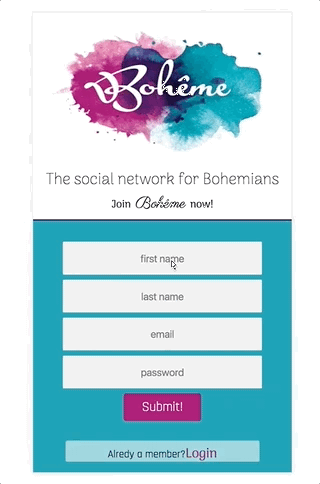 Bohême
The social network for Bohemians
Join Bohême now!
first name
last name
email
password
Submit!
Alredy a member?Login